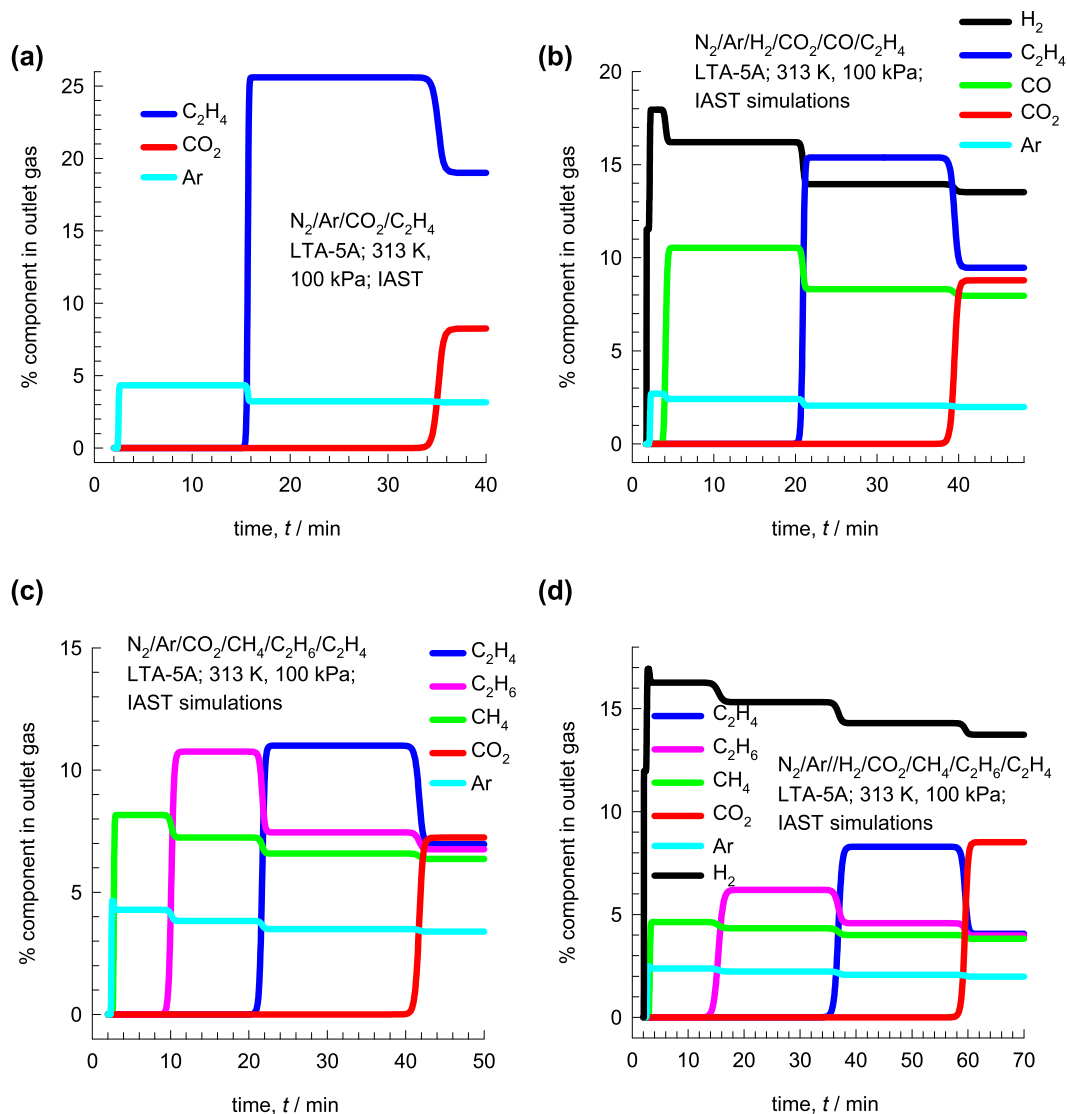 (a)
25
20
15
10
5
0
0
10
20
30
40
% component in outlet gas
time, t / min
C2H4
CO2
Ar
N2/Ar/CO2/C2H4
LTA-5A; 313 K,
100 kPa; IAST
(b)
N2/Ar/H2/CO2/CO/C2H4
LTA-5A; 313 K, 100 kPa;
IAST simulations
H2
C2H4
CO
CO2
Ar
20
15
10
5
0
0
10
20
30
40
% component in outlet gas
time, t / min
(c)
15
10
5
0
0
10
20
30
40
50
% component in outlet gas
time, t / min
N2/Ar/CO2/CH4/C2H6/C2H4
LTA-5A; 313 K, 100 kPa;
IAST simulations
C2H4
C2H6
CH4
CO2
Ar
(d)
15
10
5
0
0
10
20
30
40
50
60
70
% component in outlet gas
time, t / min
C2H4
C2H6
CH4
CO2
Ar
H2
N2/Ar//H2/CO2/CH4/C2H6/C2H4
LTA-5A; 313 K, 100 kPa;
IAST simulations